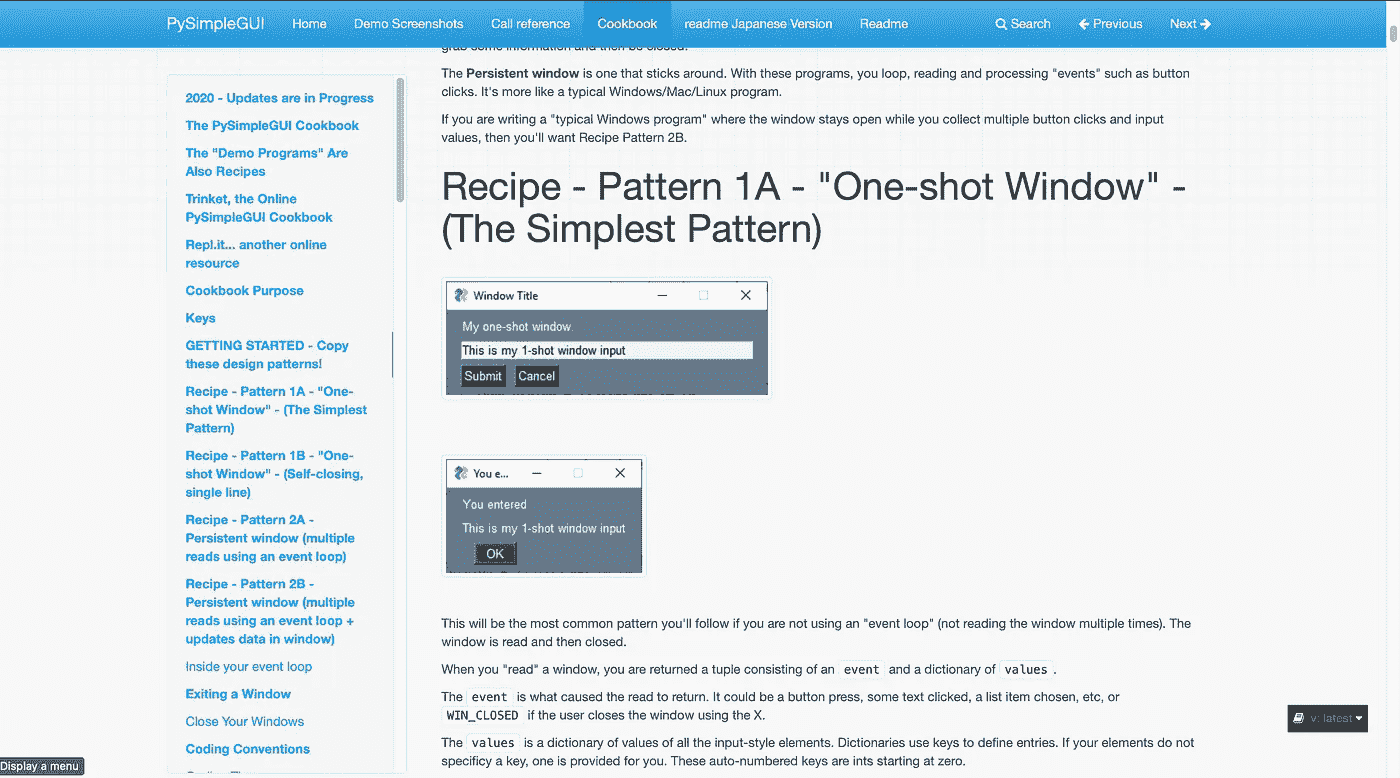 PySimpleGUI Home Demo Screenshots Call reference Cookbook readme Japanese Version Readme Search Previous Next
2020 - Updates are in Progress
The PySimpleGUI Cookbook
The "Demo Programs" Are
Also Recipes
Trinket, the Online
PySimpleGUI Cookbook
Repl.it... another online
resource
Cookbook Purpose
Keys
GETTING STARTED - Copy
these design patterns!
Recipe - Pattern 1A - "One-
shot Window" - (The Simplest
Pattern)
Recipe - Pattern 1B - "One-
shot Window" - (Self-closing,
single line)
Recipe - Pattern 2A -
Persistent window (multiple
reads using an event loop)
Recipe - Pattern 2B -
Persistent window (multiple
reads using an event loop +
updates data in window)
Inside your event loop
Exiting a Window
Close Your Windows
Coding Conventions
grab some information and then be closed.
The Persistent window is one that sticks around. With these programs, you loop, reading and processing "events" such as button
clicks. It's more like a typical Windows/Mac/Linux program.
If you are writing a "typical Windows program" where the window stays open while you collect multiple button clicks and input
values, then you'll want Recipe Pattern 2B.
Recipe - Pattern 1A - "One-shot Window" -
(The Simplest Pattern)
Window Title
My one-shot window.
This is my 1-shot window input
Submit Cancel
You e...
You entered
This is my 1-shot window input
OK
This will be the most common pattern you'll follow if you are not using an "event loop" (not reading the window multiple times). The
window is read and then closed.
When you "read" a window, you are returned a tuple consisting of an event and a dictionary of values .
The event is what caused the read to return. It could be a button press, some text clicked, a list item chosen, etc, or
WIN_CLOSED if the user closes the window using the X.
The values is a dictionary of values of all the input-style elements. Dictionaries use keys to define entries. If your elements do not
specificy a key, one is provided for you. These auto-numbered keys are ints starting at zero.
v: latest
Display a menu